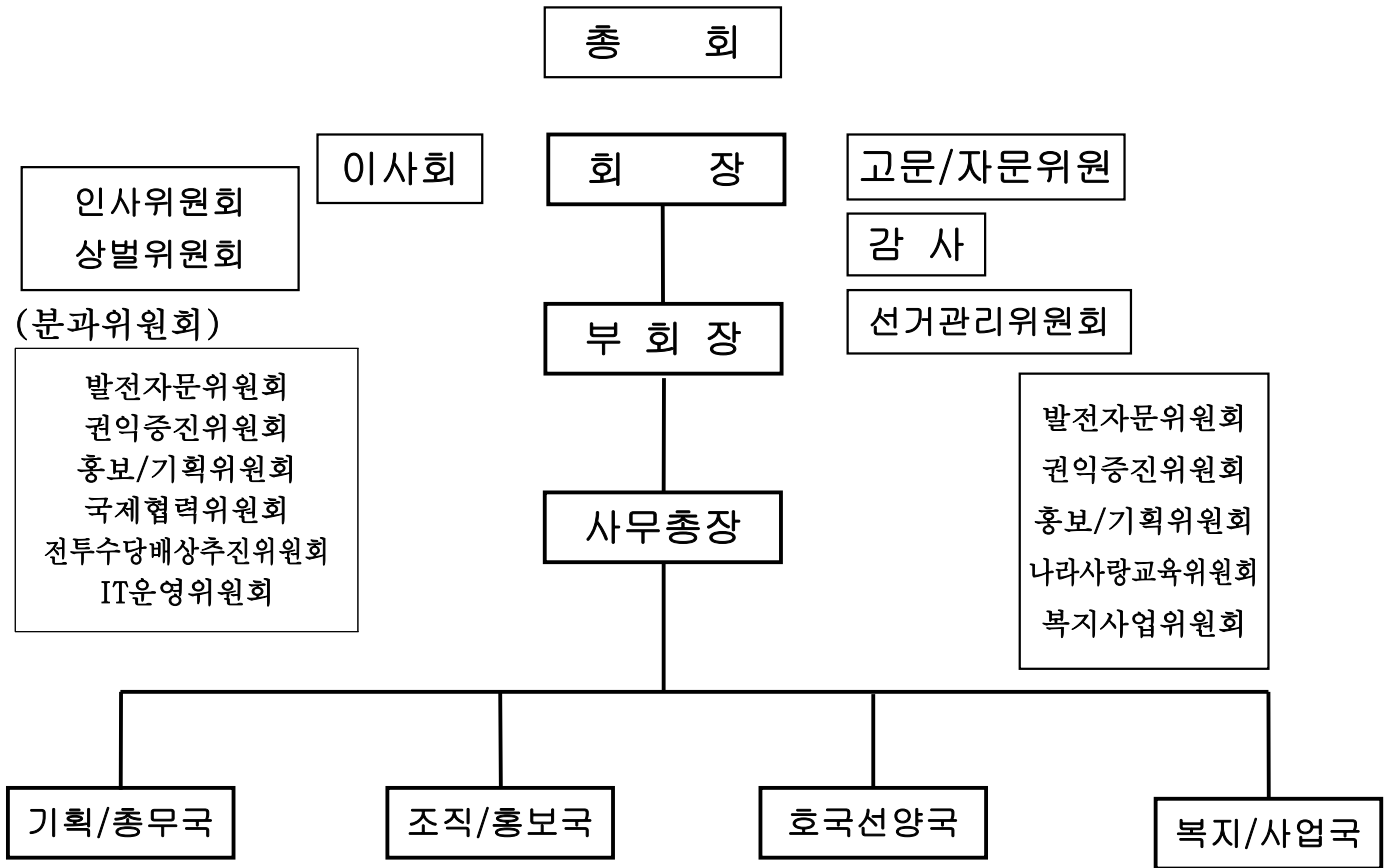 총 회
이사회
회 장
고문/자문위원
인사위원회
상벌위원회
감 사
(분과위원회)
부 회 장
선거관리위원회
발전자문위원회
권익증진위원회
홍보/기획위원회
국제협력위원회
전투수당배상추진위원회
IT운영위원회
사무총장
발전자문위원회
권익증진위원회
홍보/기획위원회
나라사랑교육위원회
복지사업위원회
기획/총무국
조직/홍보국
호국선양국
복지/사업국